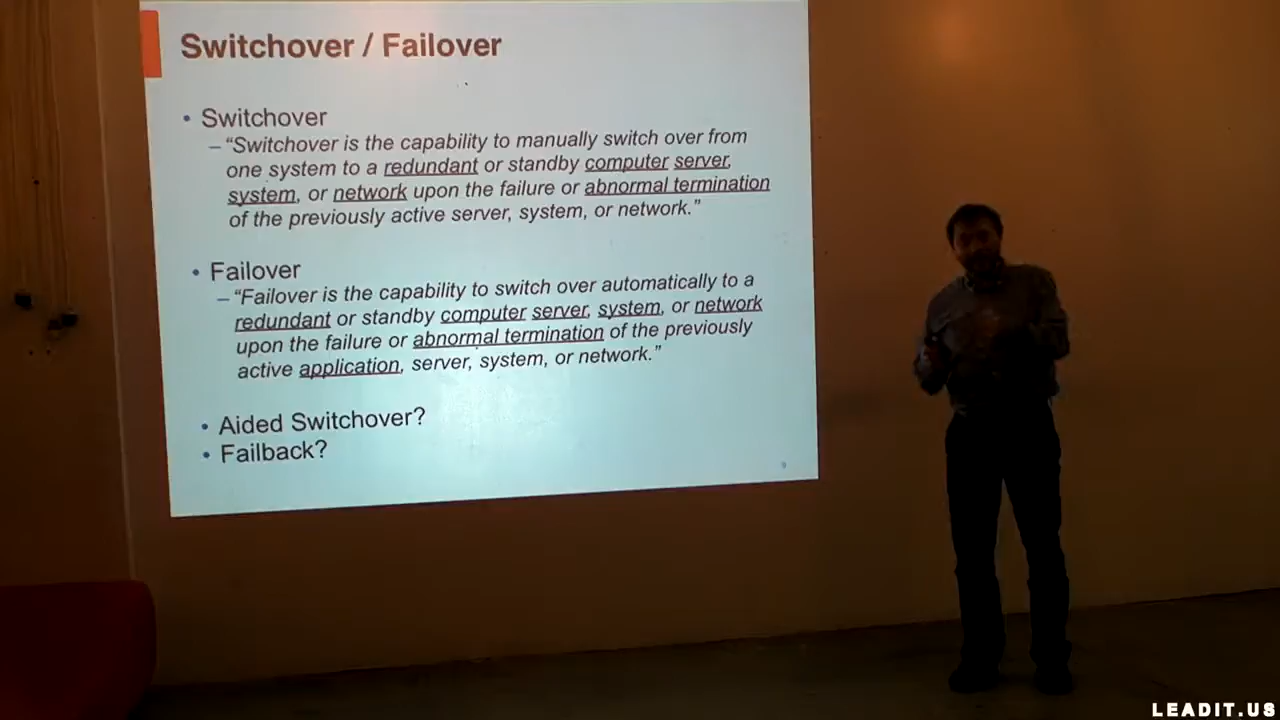 Switchover / Failover
• Switchover
– “Switchover is the capability to manually switch over from
one system to a redundant or standby computer server,
system, or network upon the failure or abnormal termination
of the previously active server, system, or network.”
• Failover
– “Failover is the capability to switch over automatically to a
redundant or standby computer server, system, or network
upon the failure or abnormal termination of the previously
active application, server, system, or network.”
• Aided Switchover?
• Failback?
9
LEADIT.US